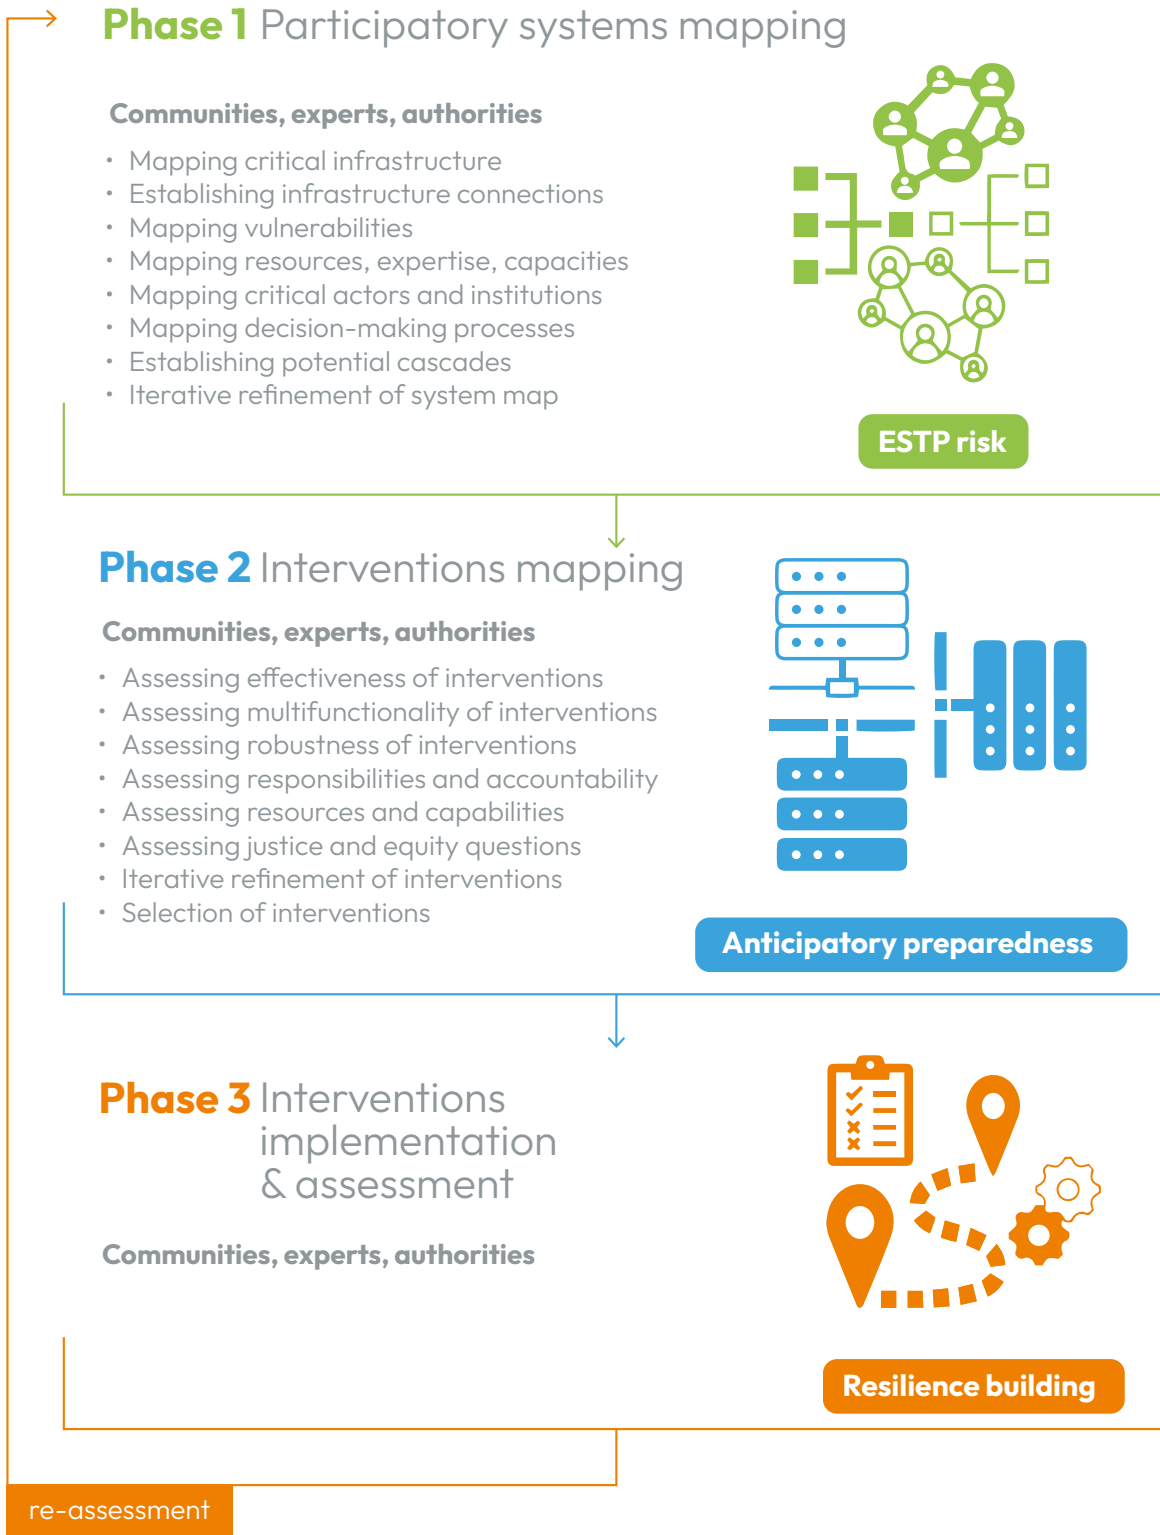 Phase 1 Participatory systems mapping
Communities, experts, authorities
• Mapping critical infrastructure
• Establishing infrastructure connections
• Mapping vulnerabilities
• Mapping resources, expertise, capacities
• Mapping critical actors and institutions
• Mapping decision-making processes
• Establishing potential cascades
• Iterative refinement of system map
ESTP risk
Phase 2 Interventions mapping
Communities, experts, authorities
• Assessing effectiveness of interventions
• Assessing multifunctionality of interventions
• Assessing robustness of interventions
• Assessing responsibilities and accountability
• Assessing resources and capabilities
• Assessing justice and equity questions
• Iterative refinement of interventions
• Selection of interventions
Anticipatory preparedness
Phase 3 Interventions
implementation
& assessment
Communities, experts, authorities
Resilience building
re-assessment